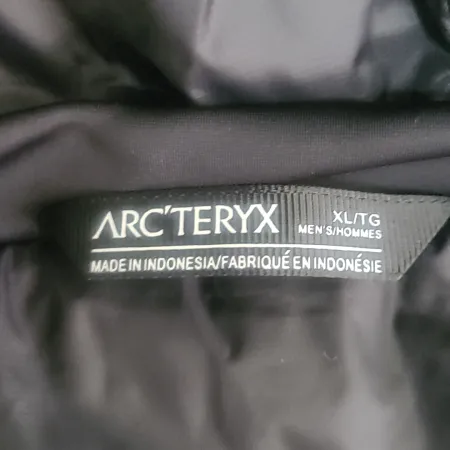 ARC'TERYX
XL/TG
MEN'S/HOMMES
MADE IN INDONESIA/FABRIQUÉ EN INDONÉSIE